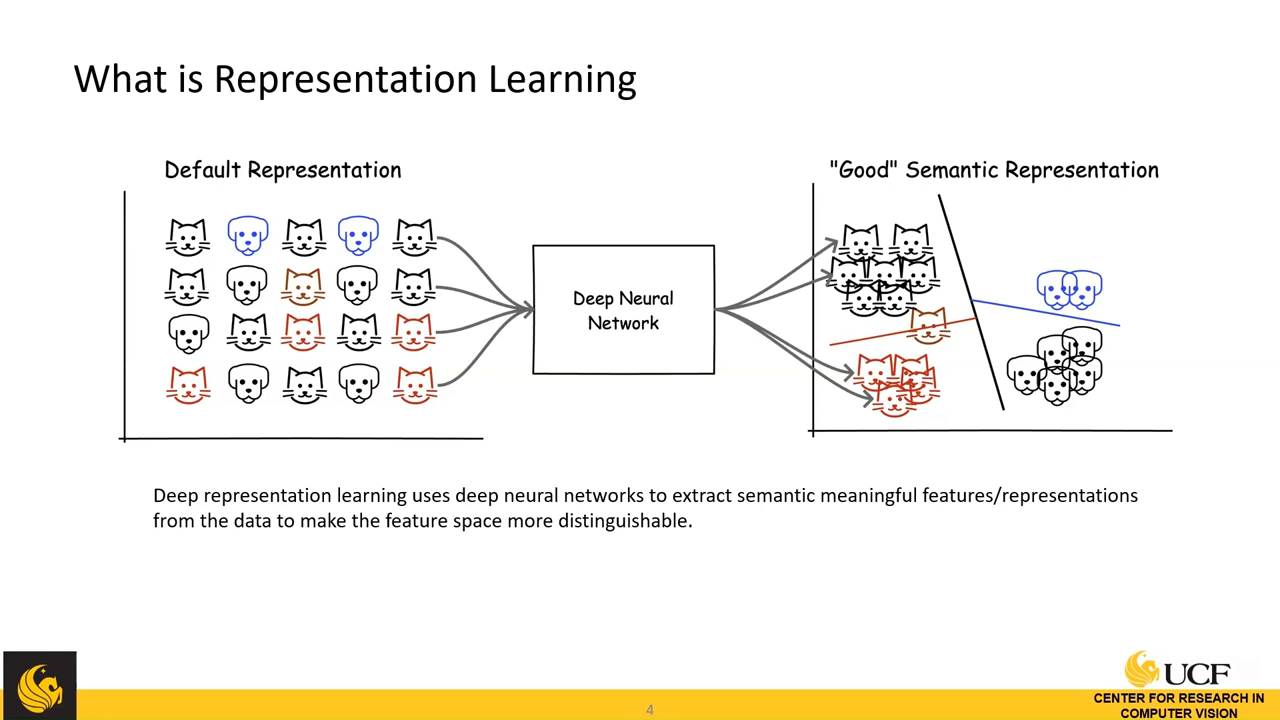 What is Representation Learning
Default Representation
"Good" Semantic Representation
Deep Neural
Network
Deep representation learning uses deep neural networks to extract semantic meaningful features/representations
from the data to make the feature space more distinguishable.
UCF
CENTER FOR RESEARCH IN
COMPUTER VISION
4